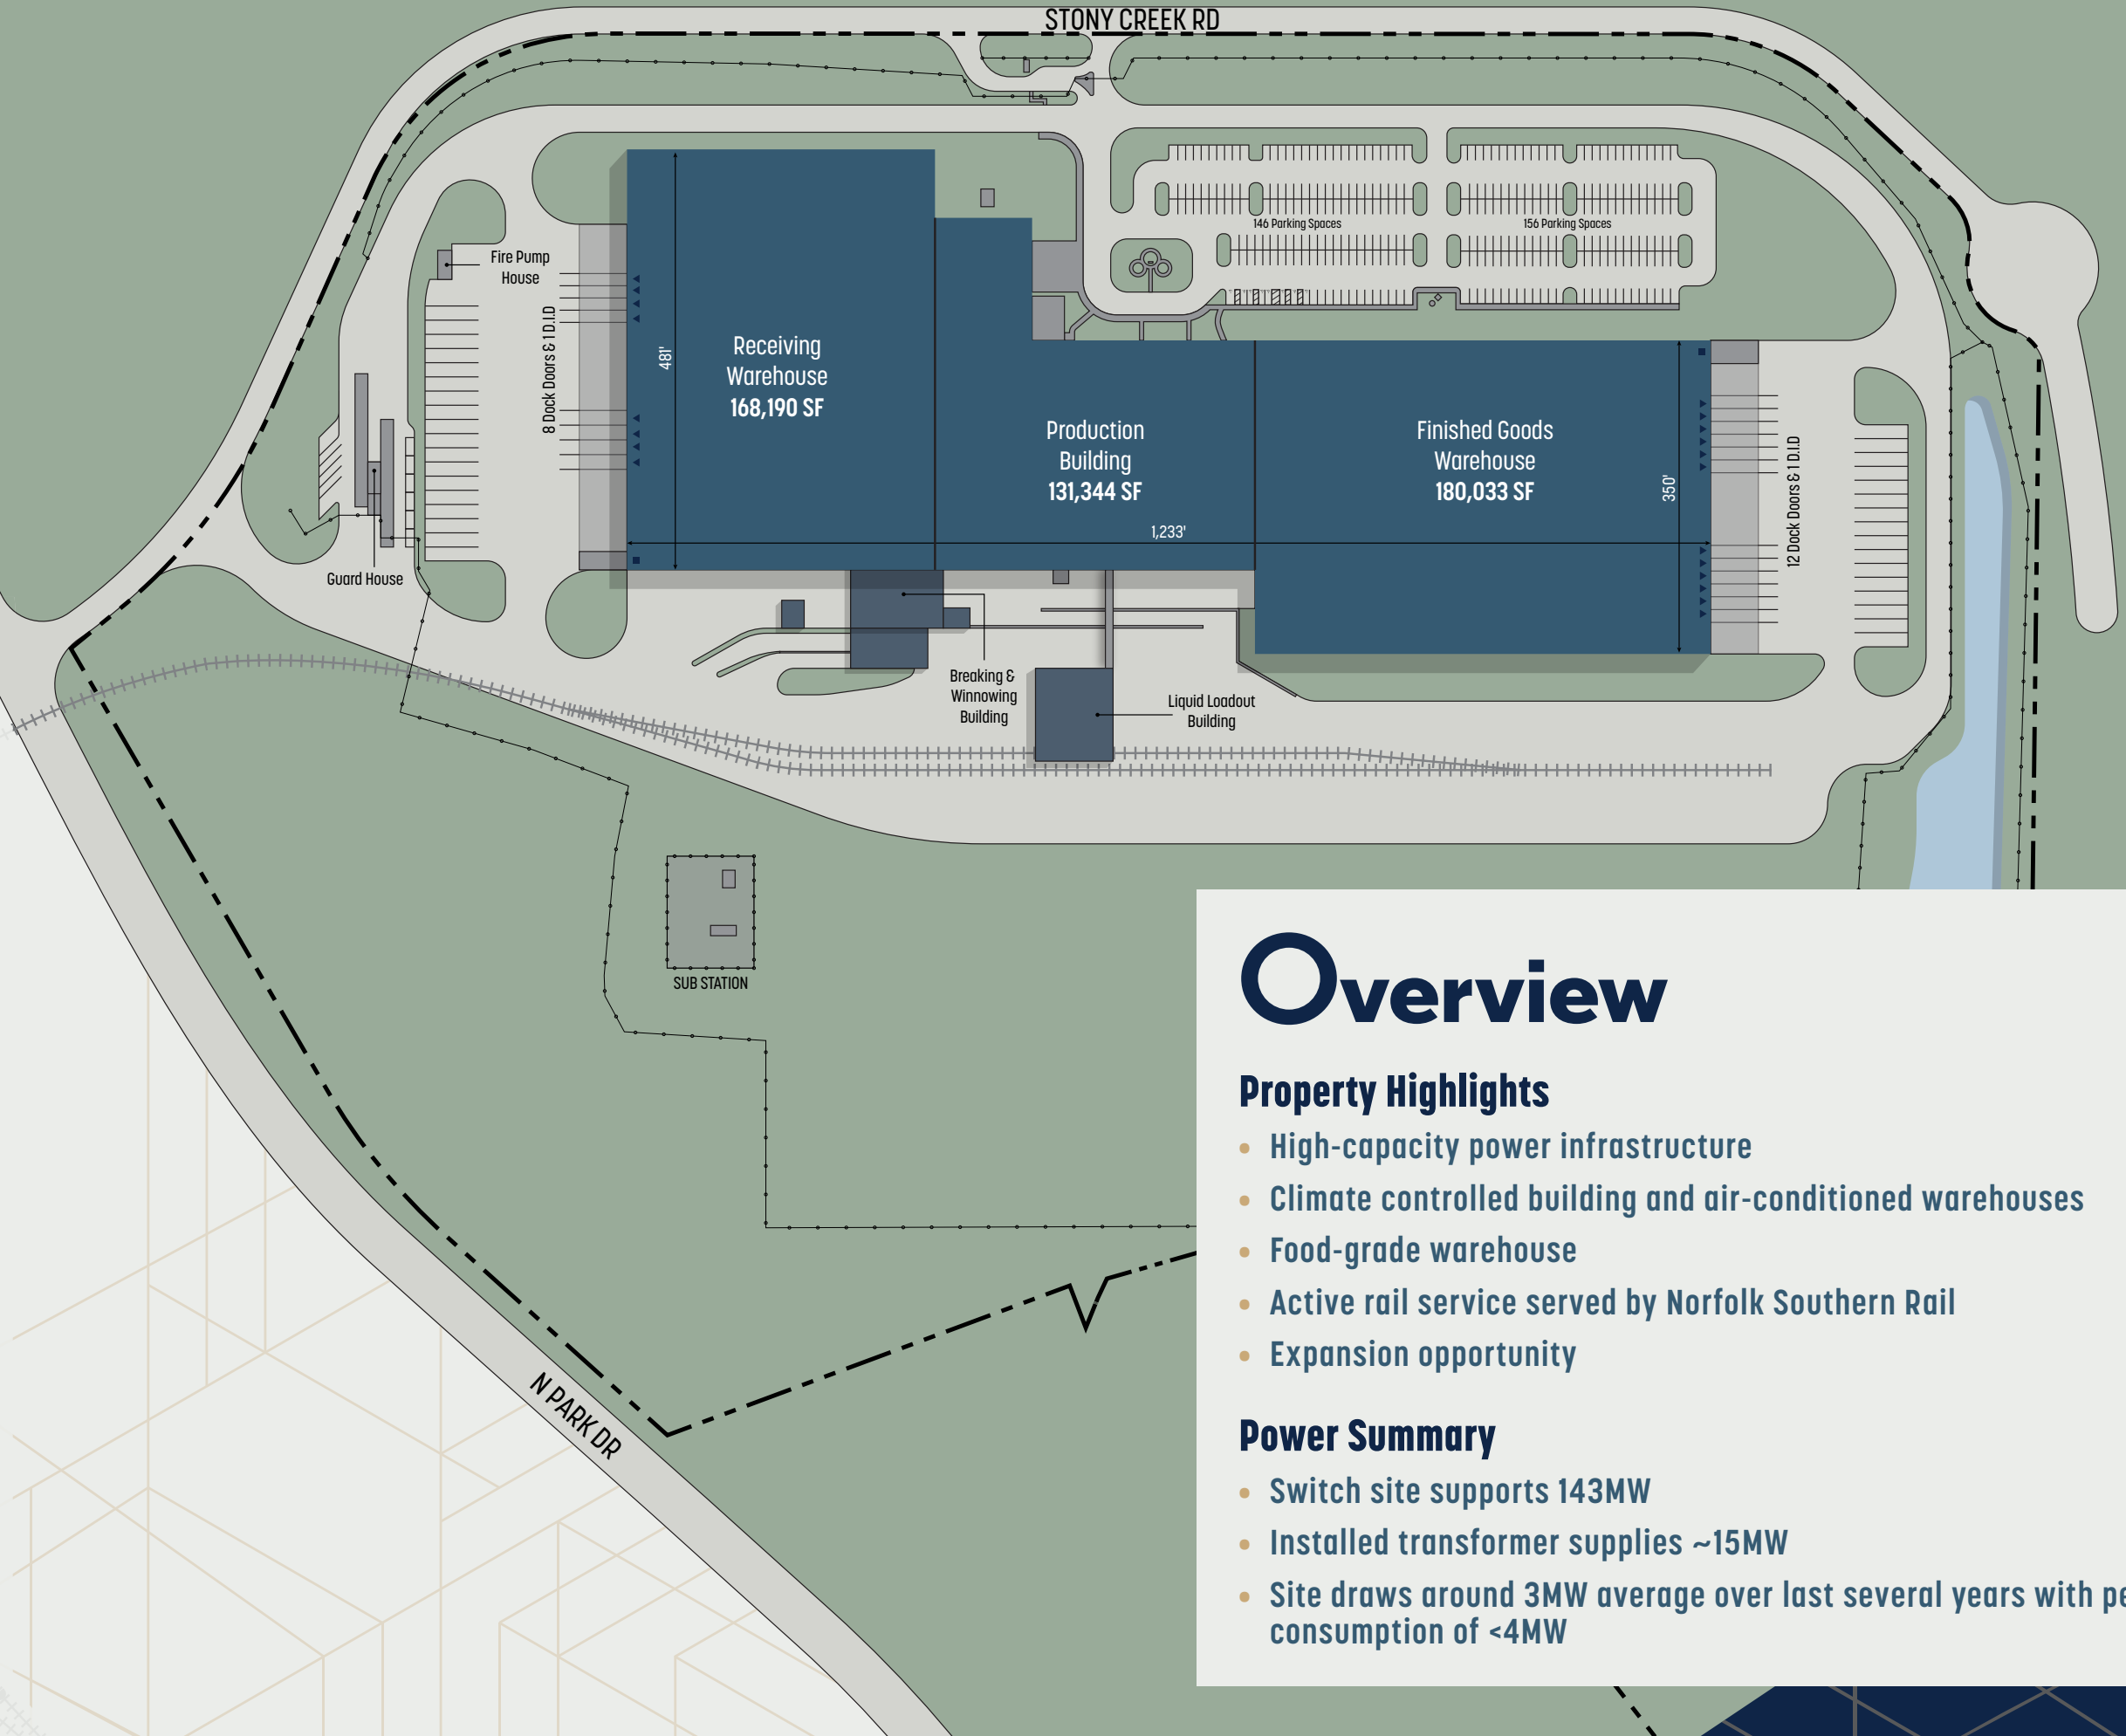 STONY CREEK RD
146 Parking Spaces
156 Parking Spaces
Fire Pump
House
8 Dock Doors & 1 D.I.D
481'
Receiving
Warehouse
168,190 SF
Production
Building
131,344 SF
Finished Goods
Warehouse
180,033 SF
350'
12 Dock Doors & 1 D.I.D
1,233'
Guard House
Breaking &
Winnowing
Building
Liquid Loadout
Building
SUB STATION
N PARK DR
Overview
Property Highlights
• High-capacity power infrastructure
• Climate controlled building and air-conditioned warehouses
• Food-grade warehouse
• Active rail service served by Norfolk Southern Rail
• Expansion opportunity
Power Summary
• Switch site supports 143MW
• Installed transformer supplies ~15MW
• Site draws around 3MW average over last several years with
consumption of <4MW